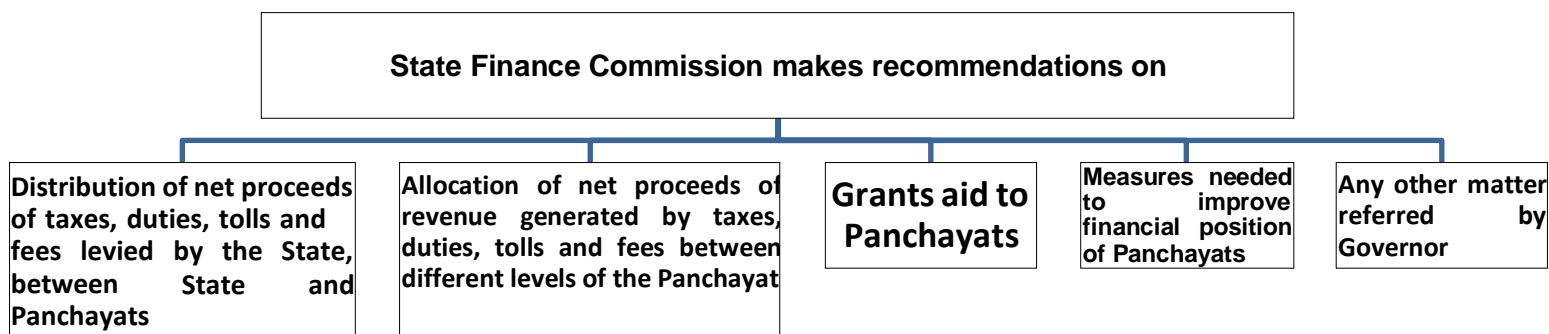 State Finance Commission makes recommendations on
Distribution of net proceeds
of taxes, duties, tolls and
fees levied by the State,
between State and
Panchayats
Allocation of net proceeds of
revenue generated by taxes,
duties, tolls and fees between
different levels of the Panchayat
Grants aid to
Panchayats
Measures needed
to improve
financial position
of Panchayats
Any other matter
referred by
Governor